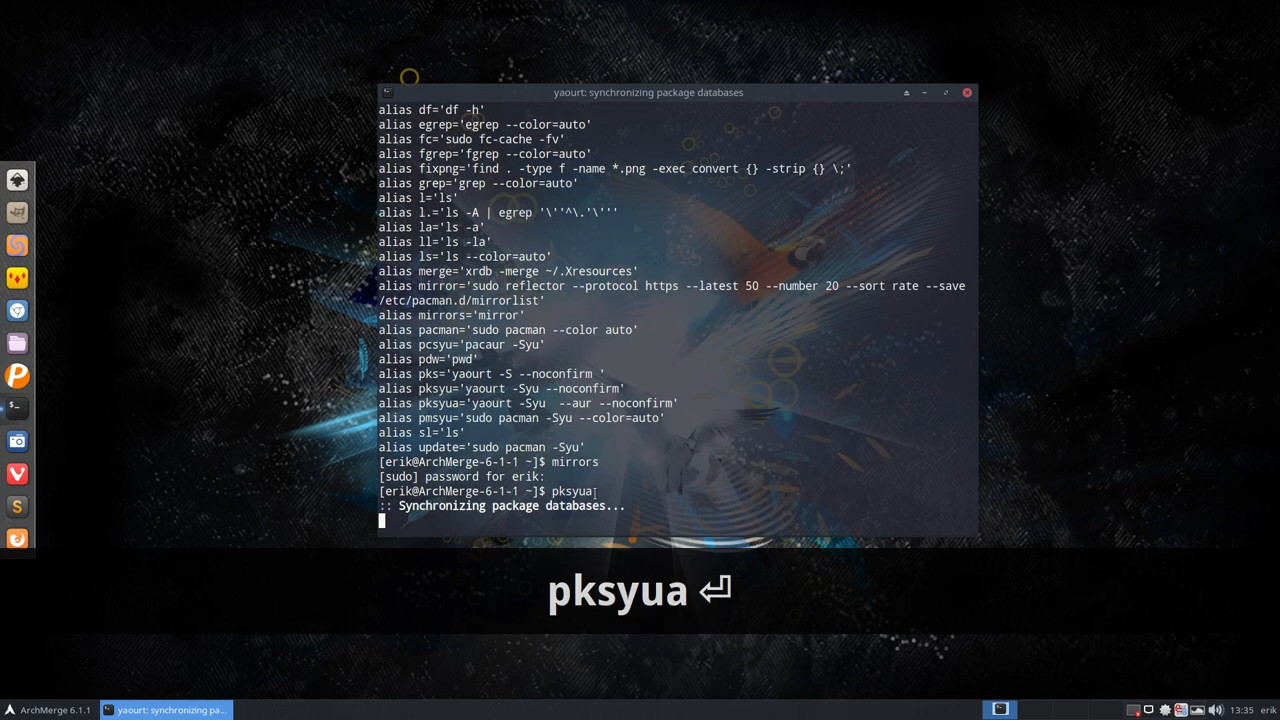 yaourt: synchronizing package databases
alias df='df -h'
alias egrep='egrep --color=auto'
alias fc='sudo fc-cache -fv'
alias fgrep='fgrep --color=auto'
alias fixpng='find . -type f -name *.png -exec convert {} -strip {} \;'
alias grep='grep --color=auto'
alias l='ls'
alias l.='ls -A | egrep '\''^\.'\'''
alias la='ls -a'
alias ll='ls -la'
alias ls='ls --color=auto'
alias merge='xrdb -merge ~/.Xresources'
alias mirror='sudo reflector --protocol https --latest 50 --number 20 --sort rate --save
/etc/pacman.d/mirrorlist'
alias mirrors='mirror'
alias pacman='sudo pacman --color auto'
alias pcsyu='pacaur -Syu'
alias pdw='pwd'
alias pks='yaourt -S --noconfirm '
alias pksyu='yaourt -Syu --noconfirm'
alias pksyua='yaourt -Syu  --aur --noconfirm'
alias pmsyu='sudo pacman -Syu --color=auto'
alias sl='ls'
alias update='sudo pacman -Syu'
[erik@ArchMerge-6-1-1 ~]$ mirrors
[sudo] password for erik:
[erik@ArchMerge-6-1-1 ~]$ pksyua
:: Synchronizing package databases...
pksyua ⏎
ArchMerge 6.1.1
yaourt: synchronizing pa...
13:35
erik